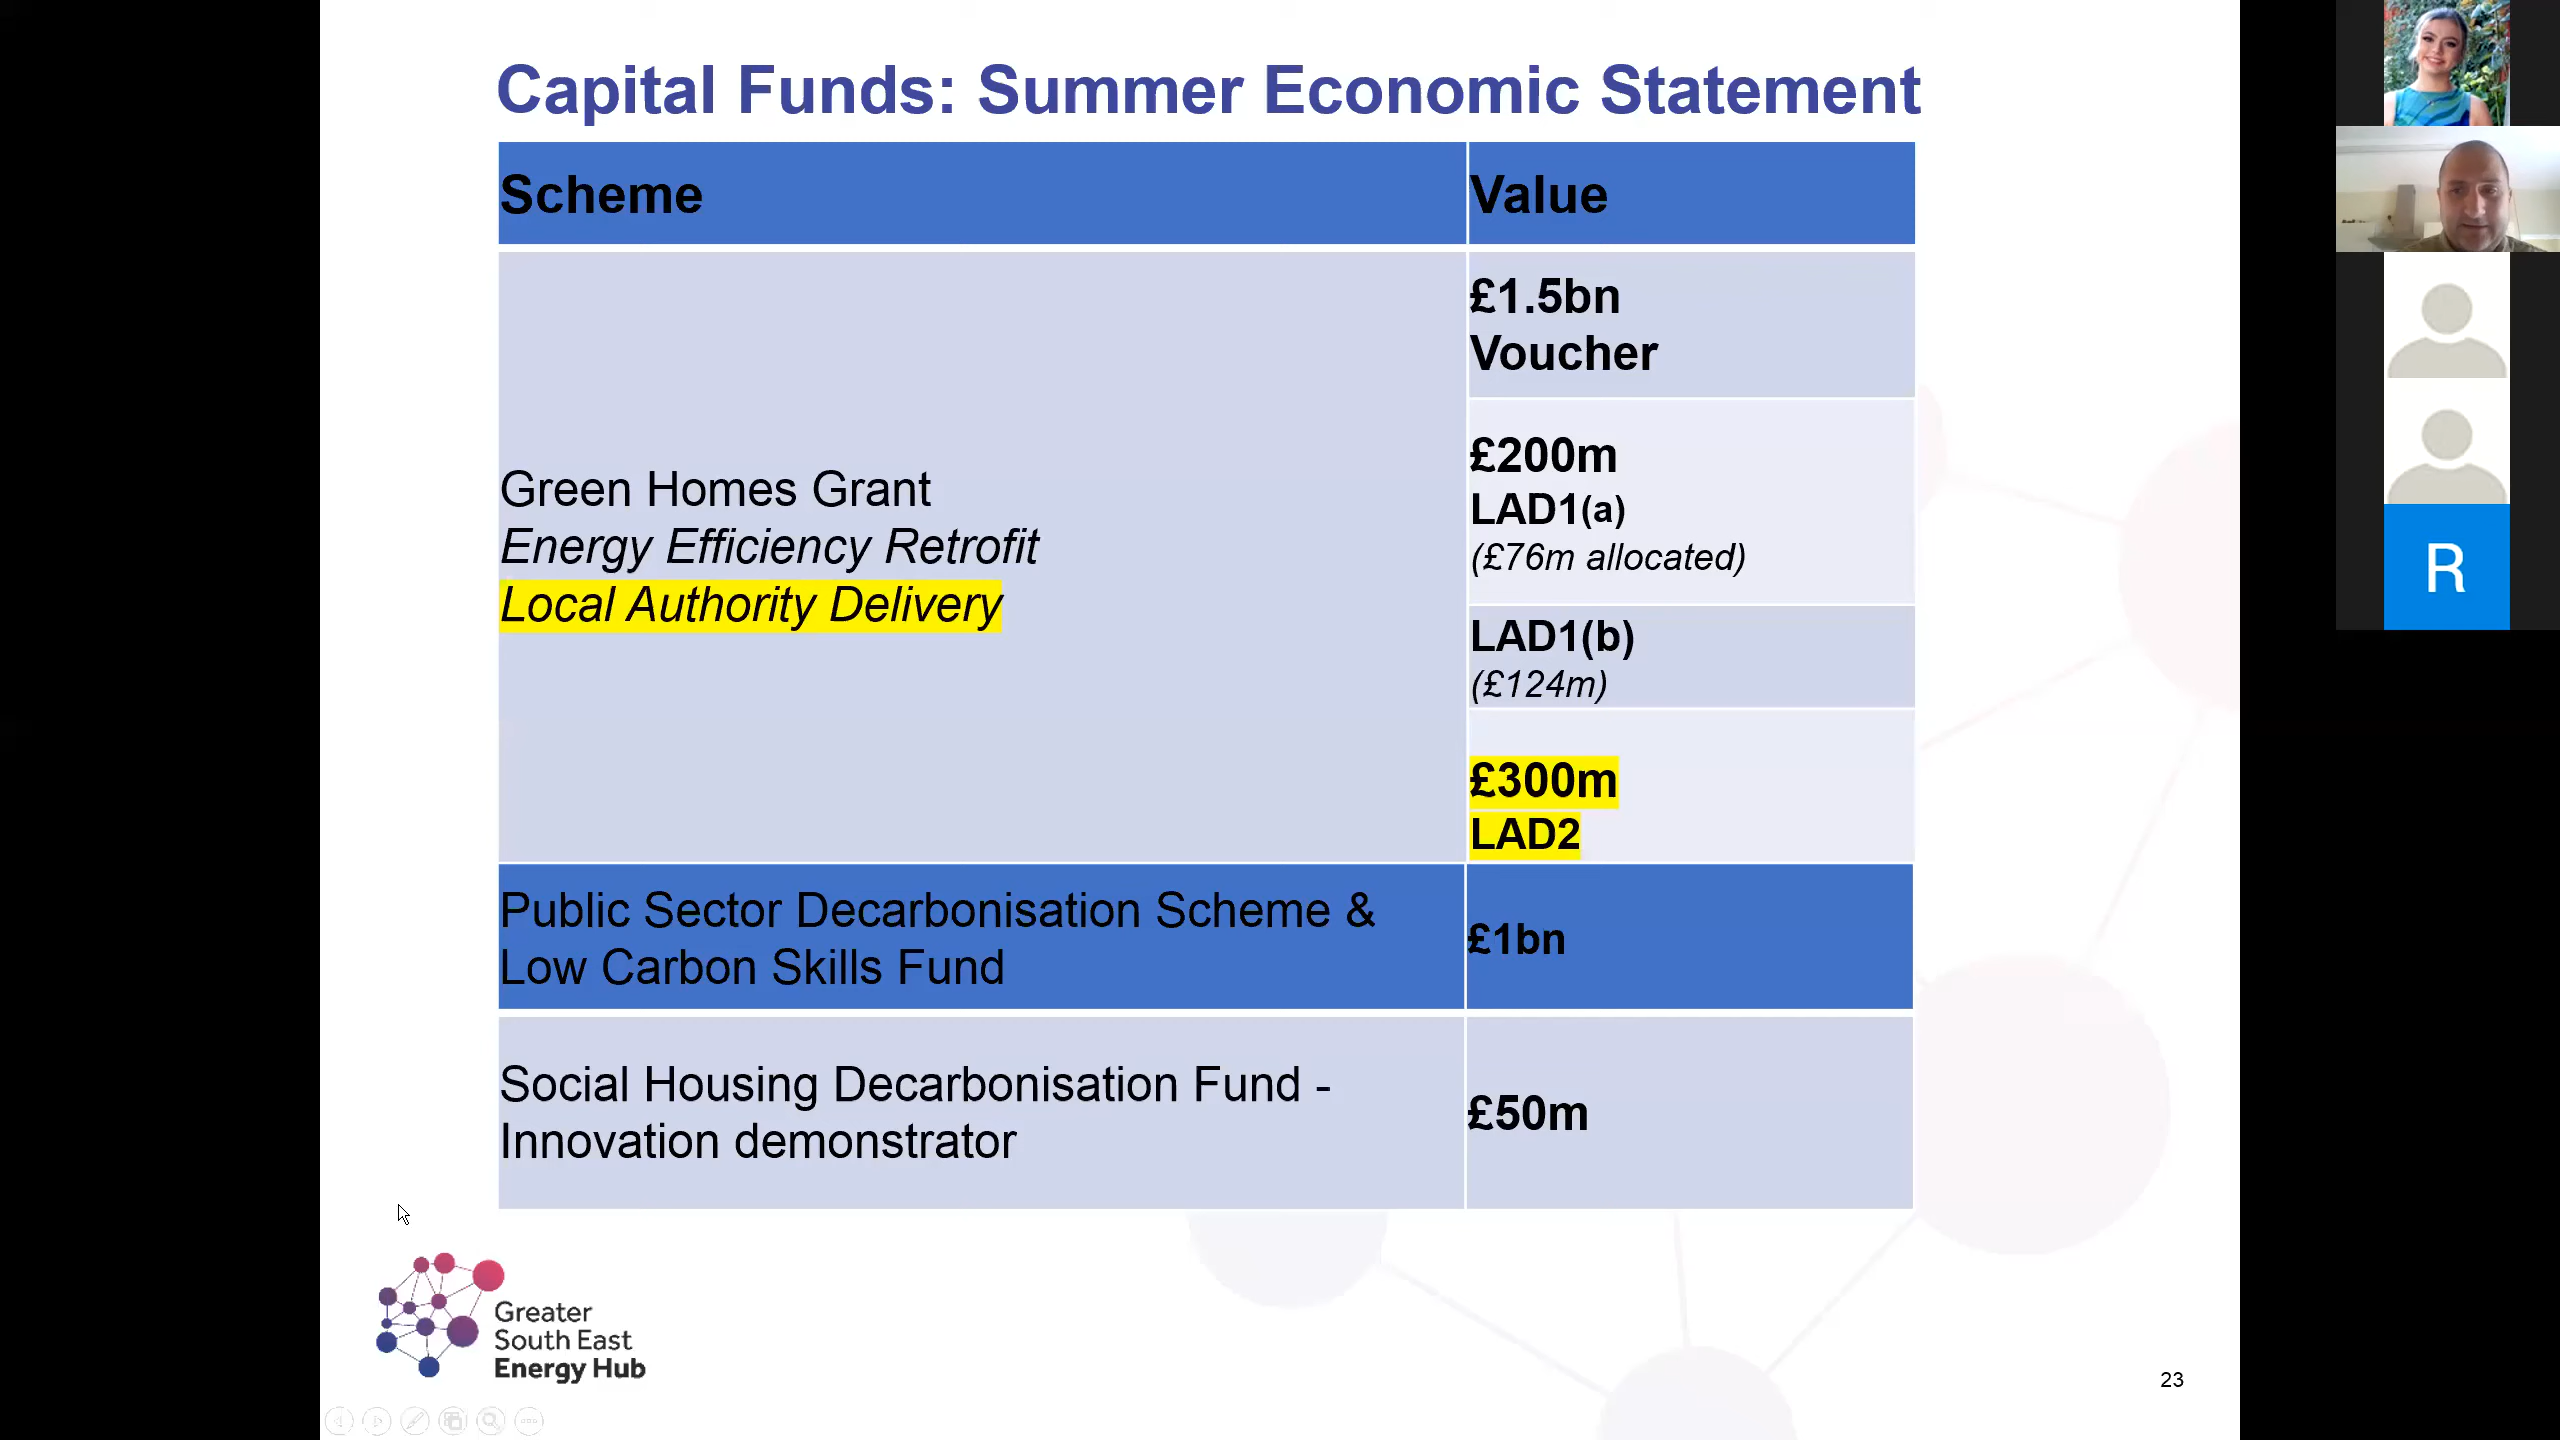 Capital Funds: Summer Economic Statement
Scheme
Value
Green Homes Grant
Energy Efficiency Retrofit
Local Authority Delivery
£1.5bn
Voucher
£200m
LAD1(a)
(£76m allocated)
LAD1(b)
(£124m)
£300m
LAD2
Public Sector Decarbonisation Scheme &
Low Carbon Skills Fund
£1bn
Social Housing Decarbonisation Fund -
Innovation demonstrator
£50m
Greater
South East
Energy Hub
23
R